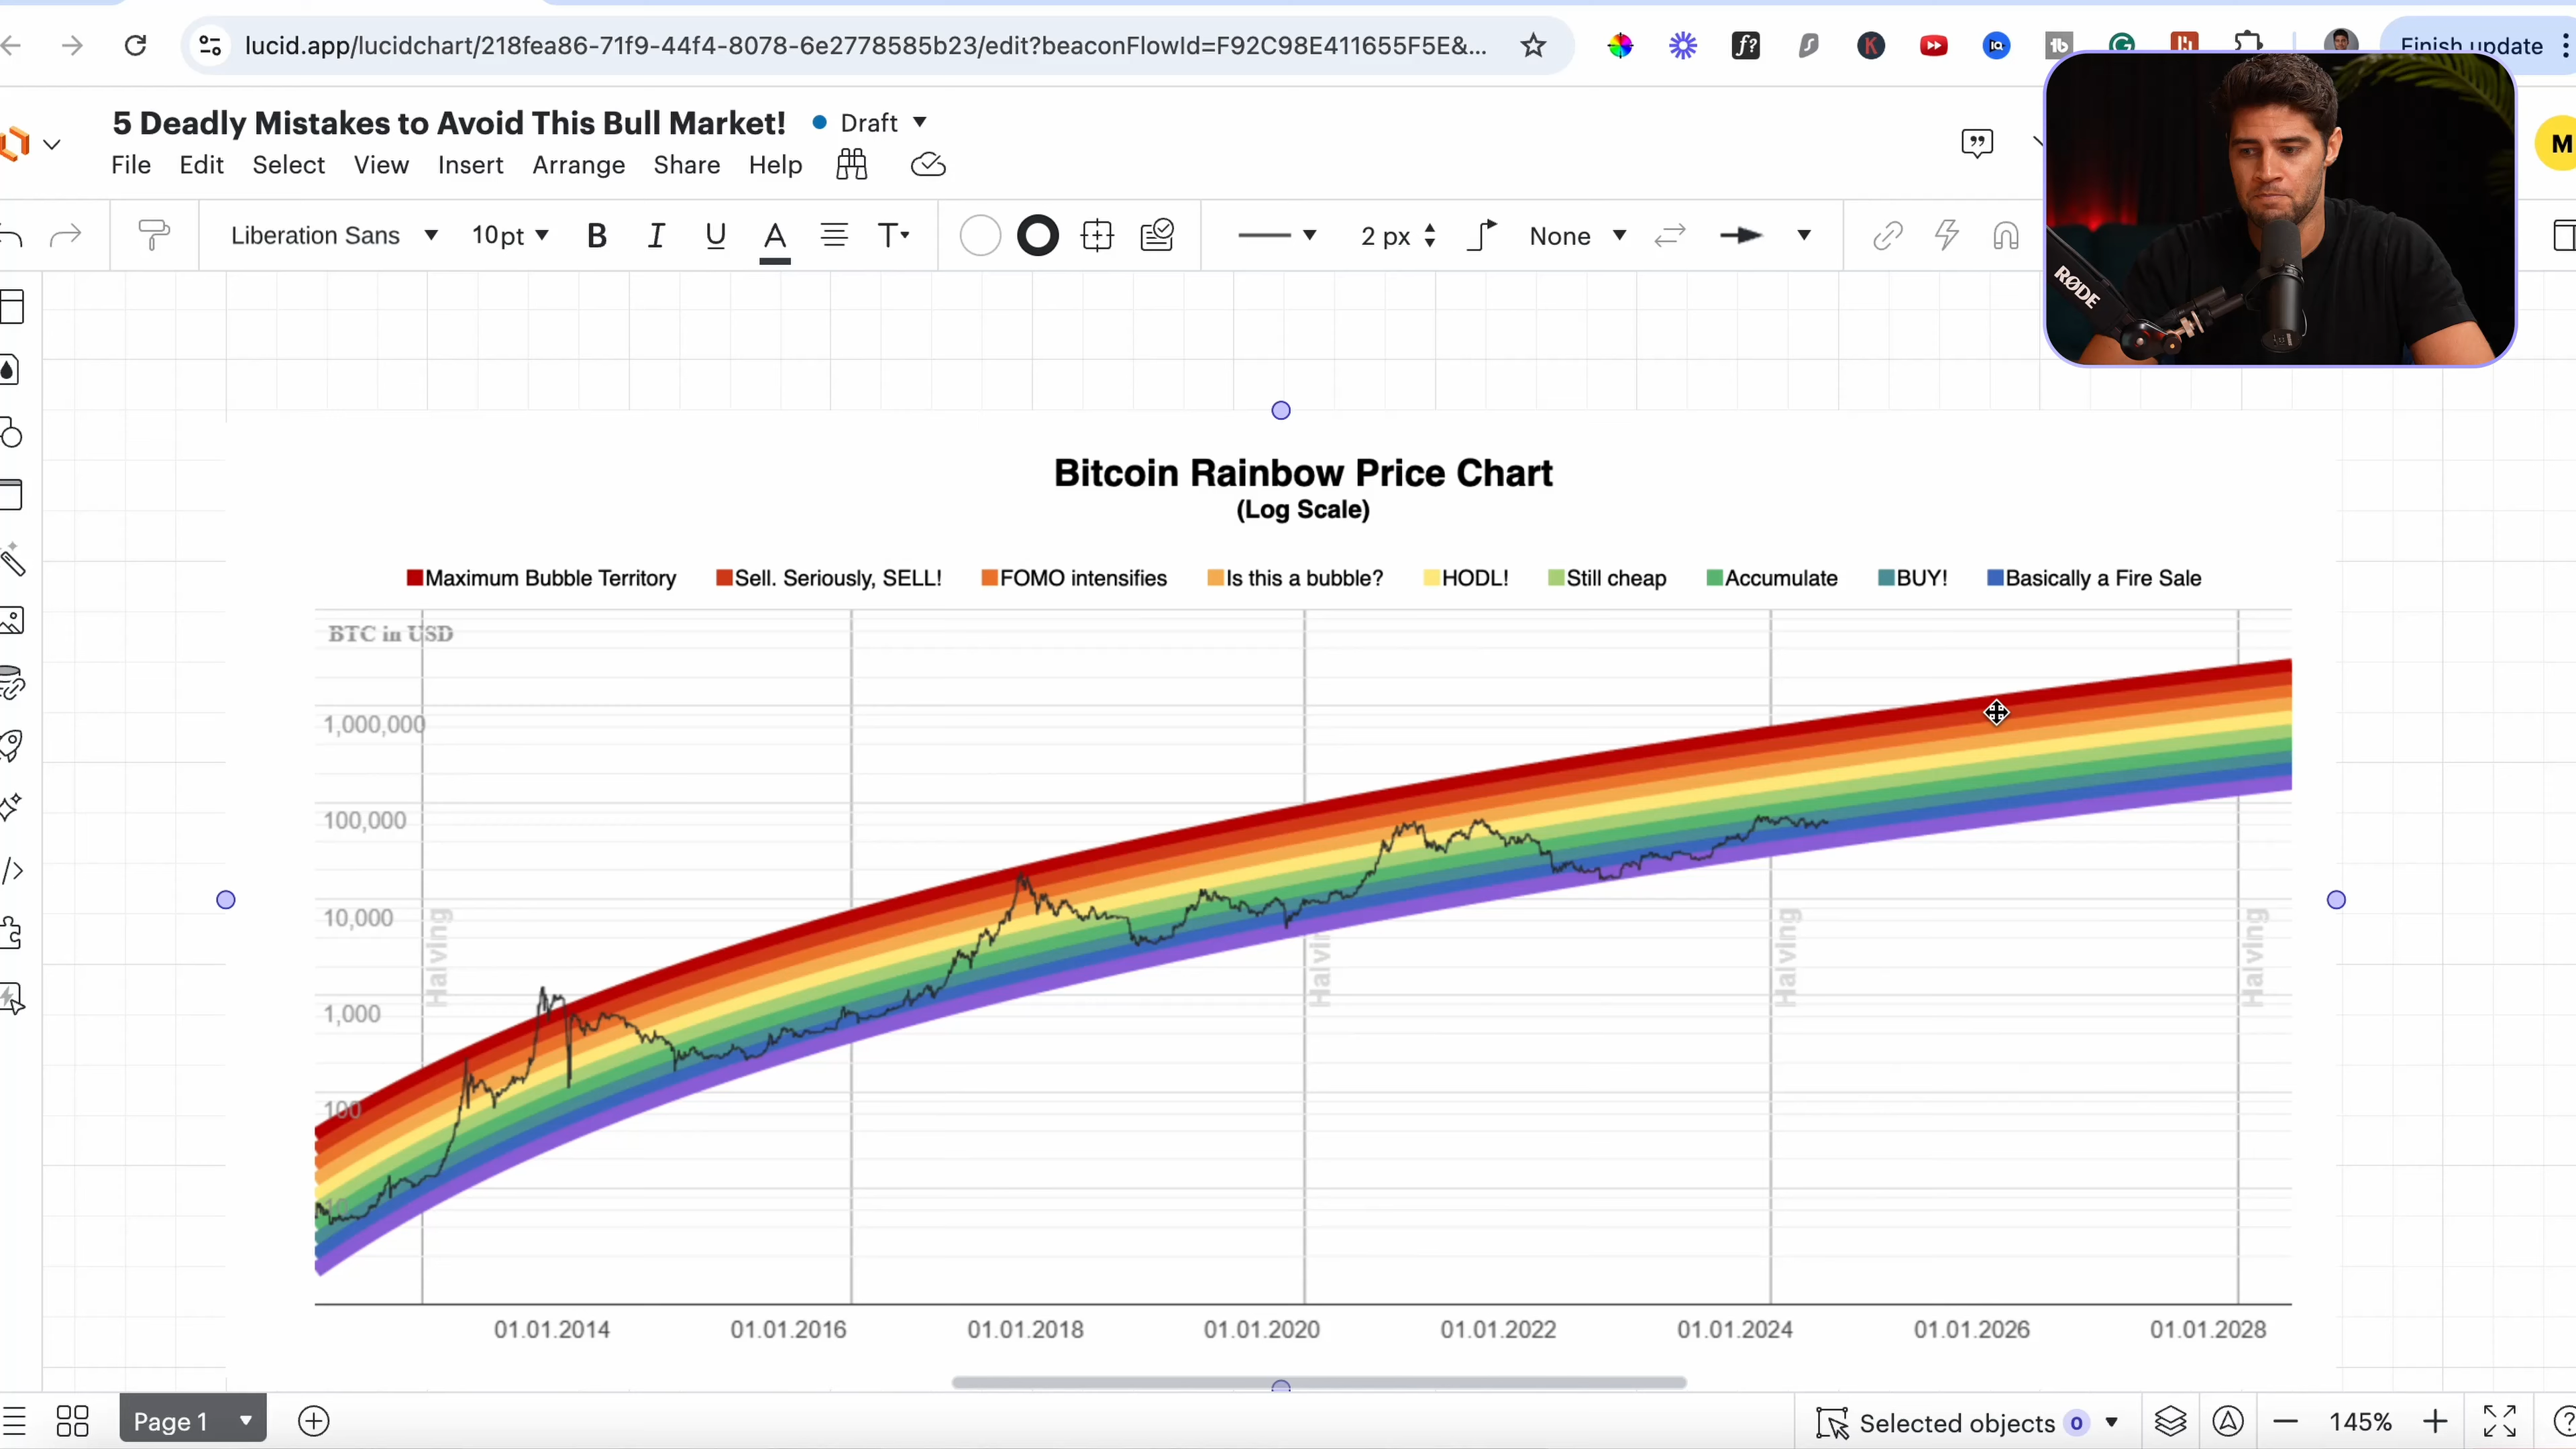 lucid.app/lucidchart/218fea86-71f9-44f4-8078-6e2778585b23/edit?beaconFlowId=F92C98E411655F5E&...
Finish update
5 Deadly Mistakes to Avoid This Bull Market!
Draft
File Edit Select View Insert Arrange Share Help
M
Liberation Sans 10pt B I U A T 2 px None
RØDE
Bitcoin Rainbow Price Chart
(Log Scale)
Maximum Bubble Territory Sell. Seriously, SELL! FOMO intensifies Is this a bubble? HODL! Still cheap Accumulate BUY! Basically a Fire Sale
BTC in USD
1,000,000
100,000
10,000
1,000
100
10
Halving
Halvin
Halving
Halving
01.01.2014 01.01.2016 01.01.2018 01.01.2020 01.01.2022 01.01.2024 01.01.2026 01.01.2028
Page 1
Selected objects 0
145%